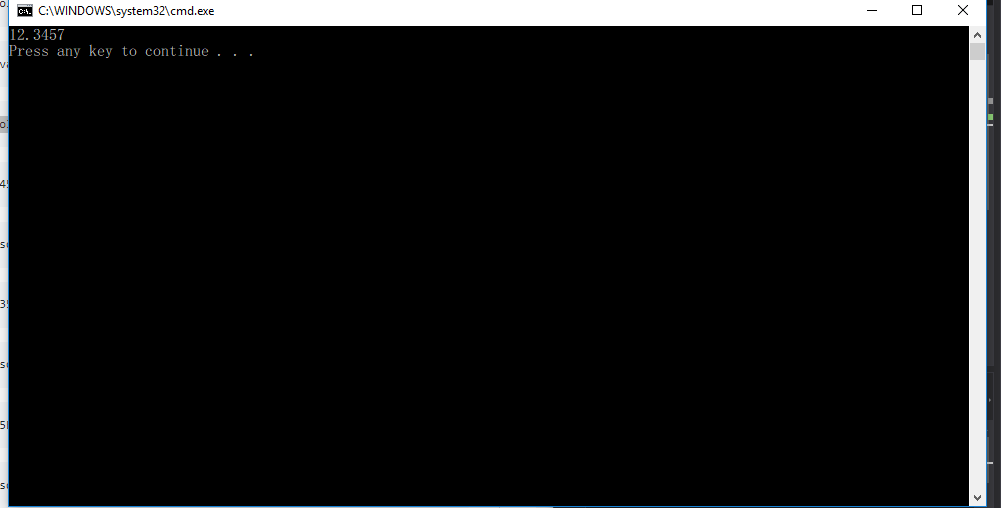 C:\WINDOWS\system32\cmd.exe
12.3457
Press any key to continue . . .